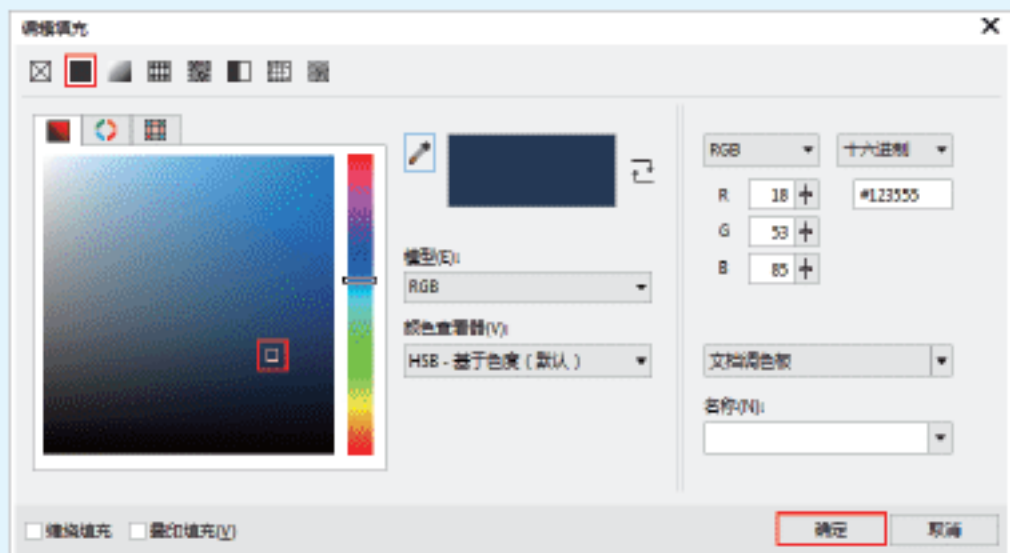 编辑填充
RGB 十六进制
R 18 #123555
G 53
B 85
模型(E):
RGB
颜色查看器(V):
HSB - 基于色度（默认）
文档调色板
名称(N):
缠绕填充 叠印填充(V)
确定 取消